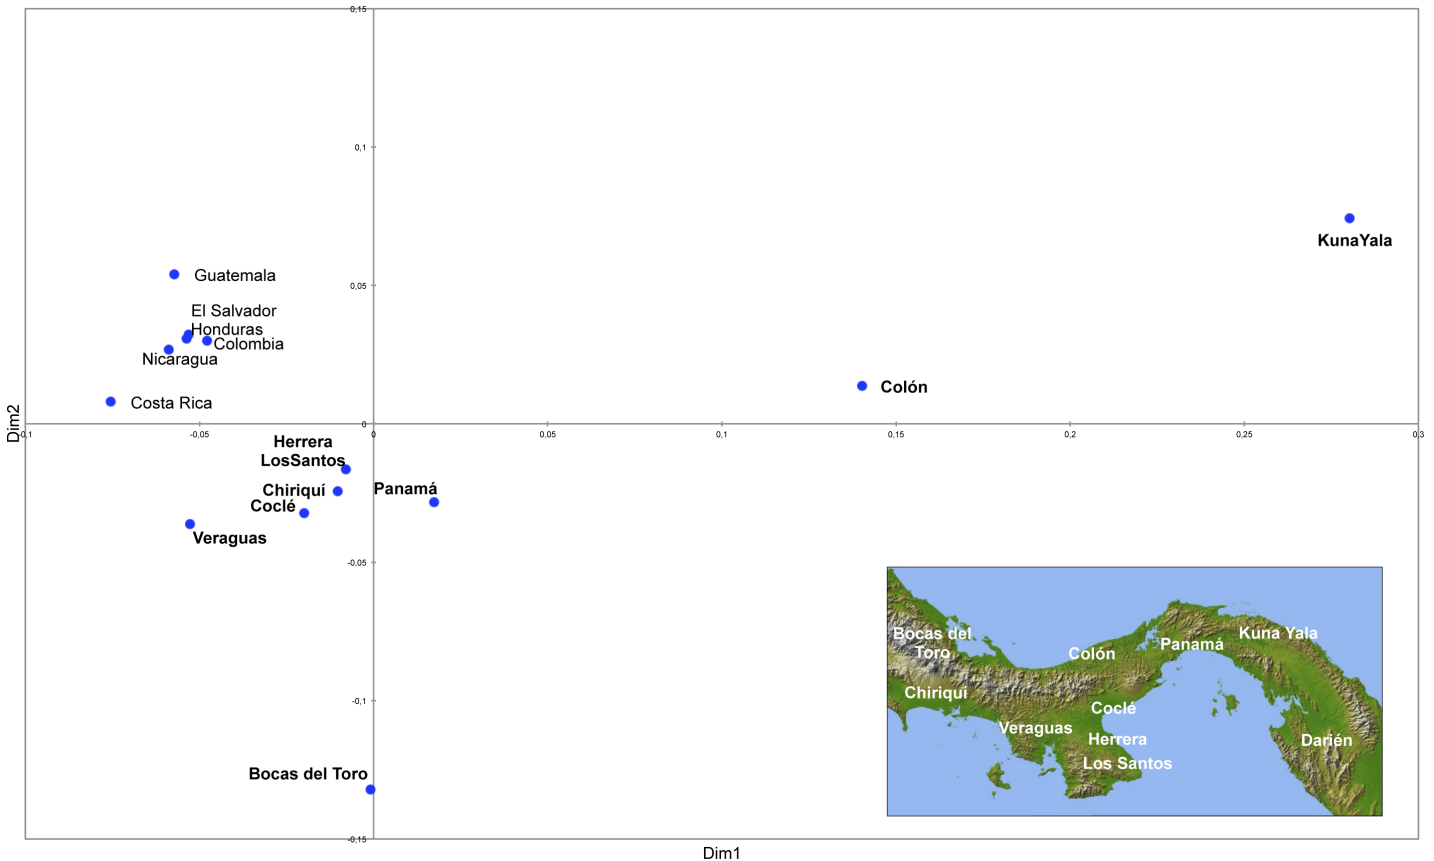 0,15
0,1
KunaYala
Guatemala
0,05
El Salvador
Honduras
Colombia
Nicaragua
Colón
Costa Rica
Dim2
0,1
-0,05
0
0
0,05
0,1
0,15
0,2
0,25
0,3
Herrera
LosSantos
Chiriquí
Panamá
Coclé
Veraguas
-0,05
-0,1
Bocas del Toro
-0,15
Dim1
Bocas del
Toro
Colón
Panamá
Kuna Yala
Chiriquí
Coclé
Veraguas
Herrera
Los Santos
Darién